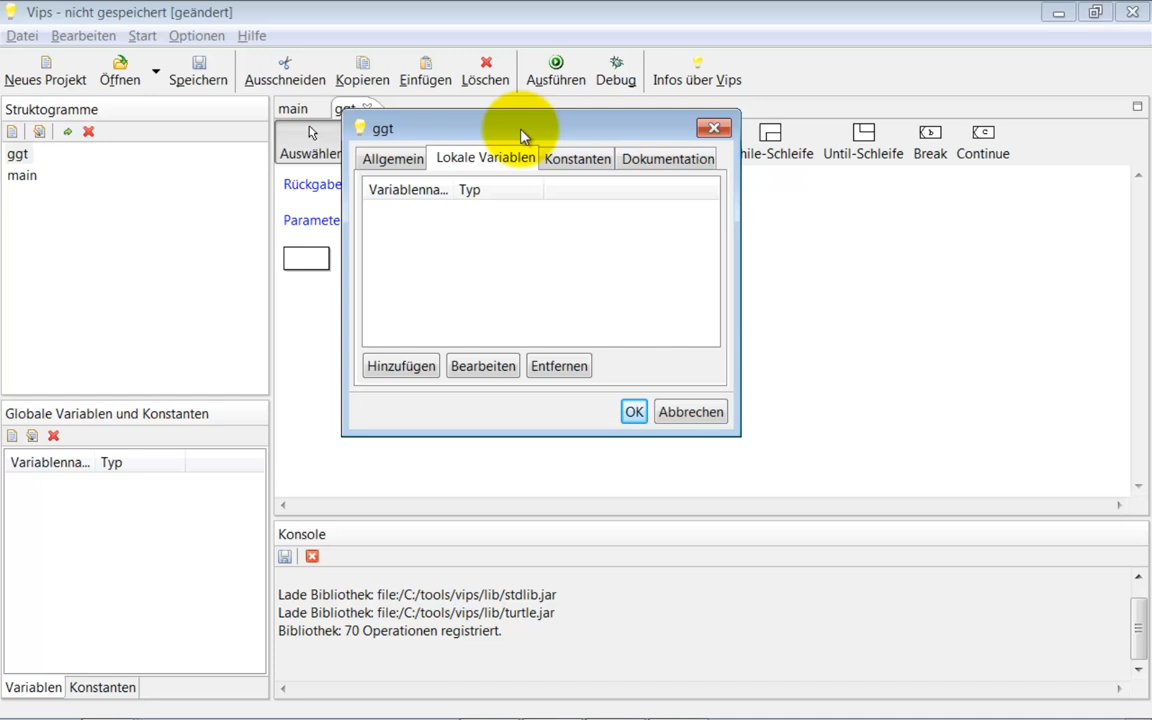 Vips - nicht gespeichert [geändert]
Datei Bearbeiten Start Optionen Hilfe
Neues Projekt Öffnen Speichern Ausschneiden Kopieren Einfügen Löschen Ausführen Debug Infos über Vips
Struktogramme
ggt
main
main ggt
Auswählen
Until-Schleife Break Continue
b
c
Rückgabe
ggt
Allgemein Lokale Variablen Konstanten Dokumentation
Variablenna... Typ
Hinzufügen Bearbeiten Entfernen
OK Abbrechen
Globale Variablen und Konstanten
Variablenna... Typ
Variablen Konstanten
Konsole
Lade Bibliothek: file:/C:/tools/vips/lib/stdlib.jar
Lade Bibliothek: file:/C:/tools/vips/lib/turtle.jar
Bibliothek: 70 Operationen registriert.